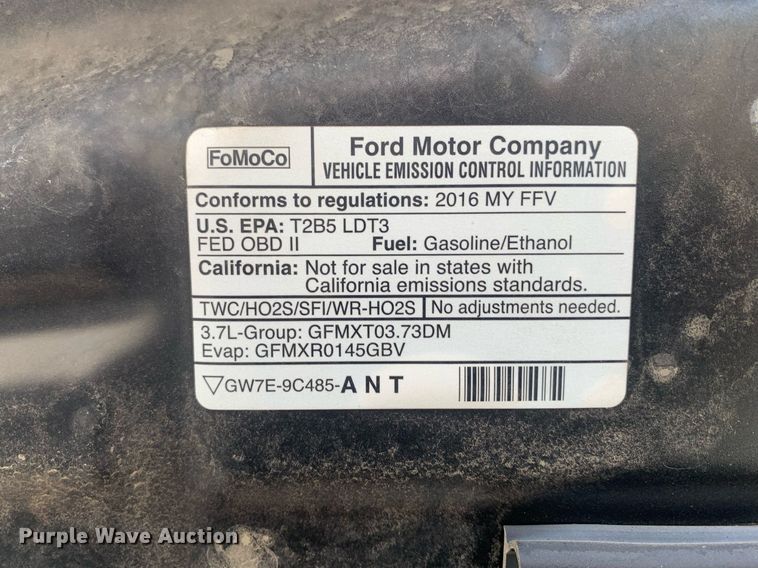 FoMoCo
Ford Motor Company
VEHICLE EMISSION CONTROL INFORMATION
Conforms to regulations: 2016 MY FFV
U.S. EPA: T2B5 LDT3
FED OBD II Fuel: Gasoline/Ethanol
California: Not for sale in states with
California emissions standards.
TWC/HO2S/SFI/WR-HO2S No adjustments needed.
3.7L-Group: GFMXT03.73DM
Evap: GFMXR0145GBV
GW7E-9C485-ANT
Purple Wave Auction